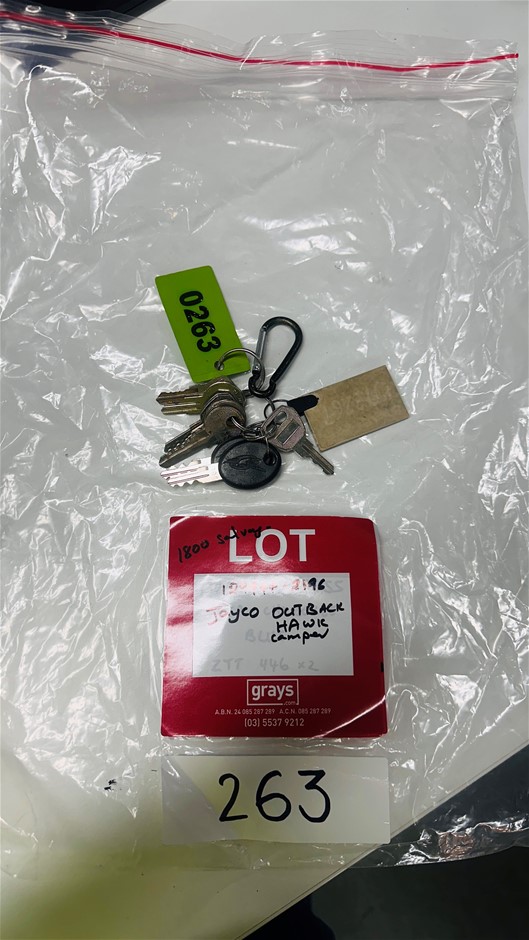 0263
1800 salvage
LOT
Jayco OUTBACK
HAWK
camper
ZTT 446 x2
grays
.com
A.B.N. 24 085 287 289 A.C.N. 085 287 289
(03) 5537 9212
263